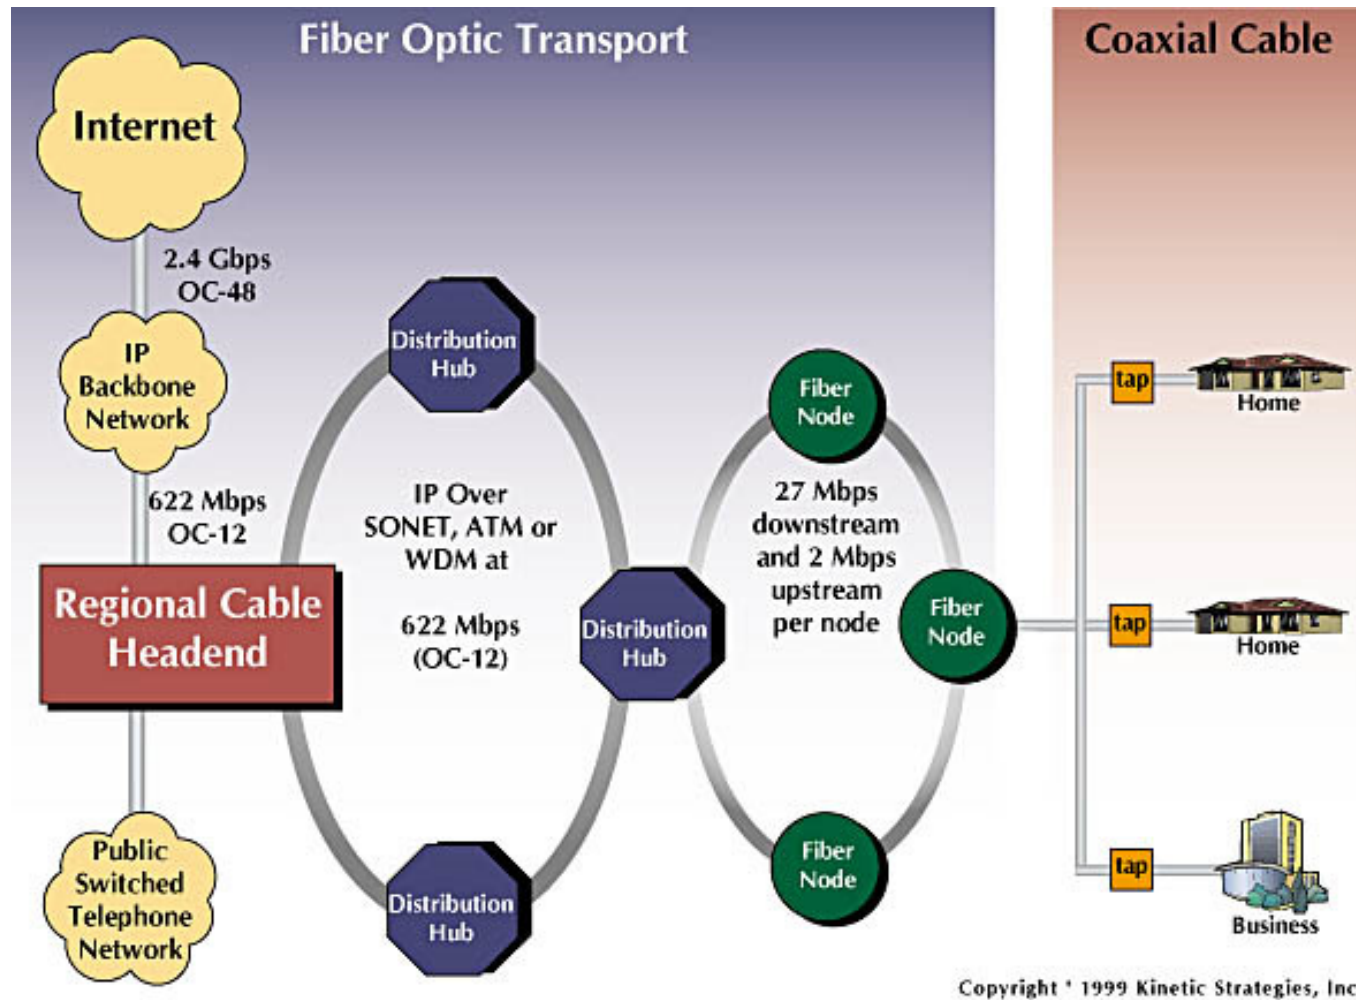 Fiber Optic Transport
Coaxial Cable
Internet
2.4 Gbps
OC-48
IP
Backbone
Network
622 Mbps
OC-12
Regional Cable
Headend
Public
Switched
Telephone
Network
Distribution
Hub
IP Over
SONET, ATM or
WDM at
622 Mbps
(OC-12)
Distribution
Hub
Distribution
Hub
Fiber
Node
27 Mbps
downstream
and 2 Mbps
upstream
per node
Fiber
Node
Fiber
Node
tap
Home
tap
Home
tap
Business
Copyright ' 1999 Kinetic Strategies, Inc